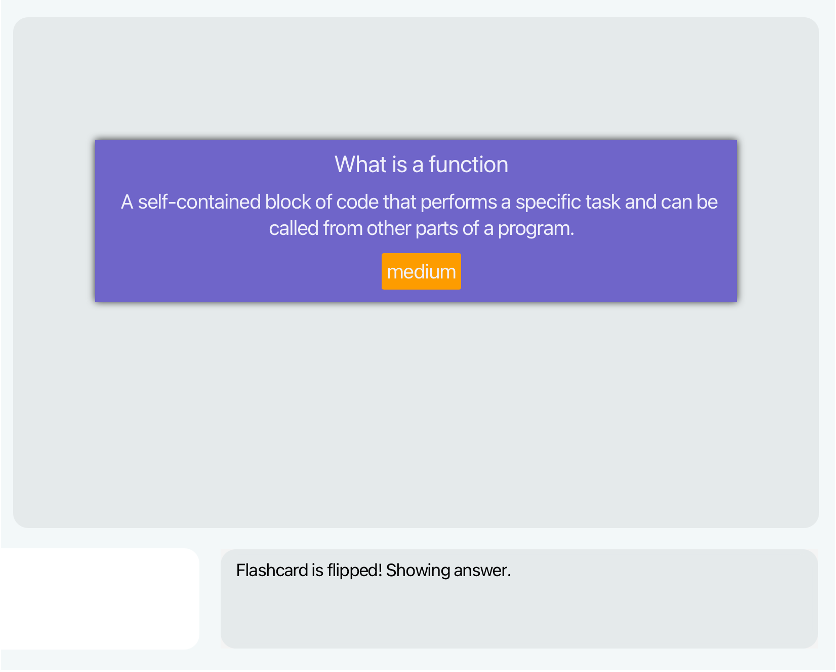 What is a function
A self-contained block of code that performs a specific task and can be
called from other parts of a program.
medium
Flashcard is flipped! Showing answer.